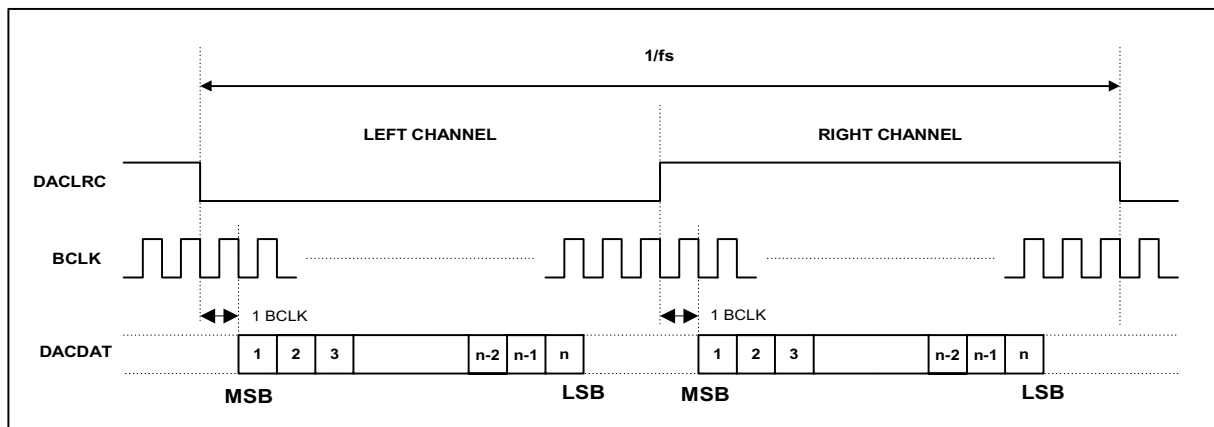 1/fs
LEFT CHANNEL RIGHT CHANNEL
DACLRC
BCLK
1 BCLK 1 BCLK
DACDAT 1 2 3 n-2 n-1 n 1 2 3 n-2 n-1 n
MSB LSB MSB LSB